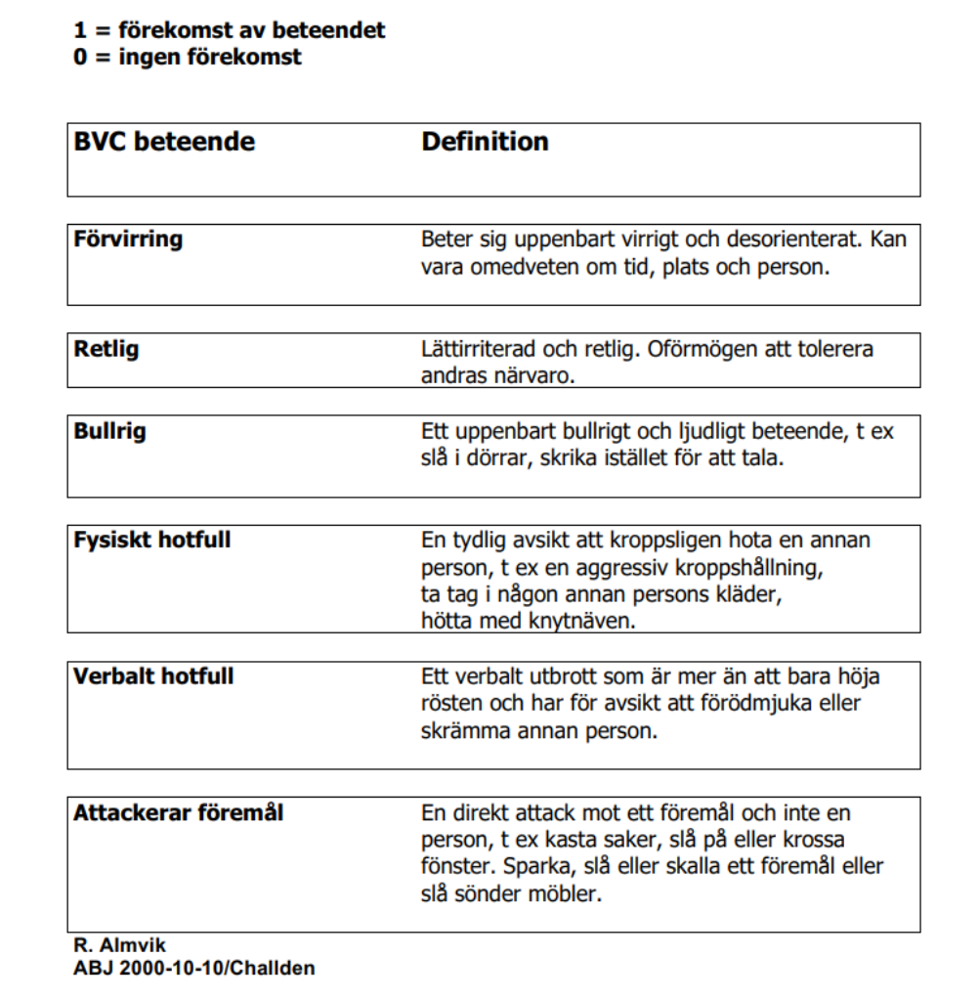 1 = förekomst av beteendet
0 = ingen förekomst
BVC beteende Definition
Förvirring Beter sig uppenbart virrigt och desorienterat. Kan
vara omedveten om tid, plats och person.
Retlig Lättirriterad och retlig. Oförmögen att tolerera
andras närvaro.
Bullrig Ett uppenbart bullrigt och ljudligt beteende, t ex
slå i dörrar, skrika istället för att tala.
Fysiskt hotfull En tydlig avsikt att kroppsligen hota en annan
person, t ex en aggressiv kroppshållning,
ta tag i någon annan persons kläder,
hötta med knytnäven.
Verbalt hotfull Ett verbalt utbrott som är mer än att bara höja
rösten och har för avsikt att förödmjuka eller
skrämma annan person.
Attackerar föremål En direkt attack mot ett föremål och inte en
person, t ex kasta saker, slå på eller krossa
fönster. Sparka, slå eller skalla ett föremål eller
slå sönder möbler.
R. Almvik
ABJ 2000-10-10/Challden